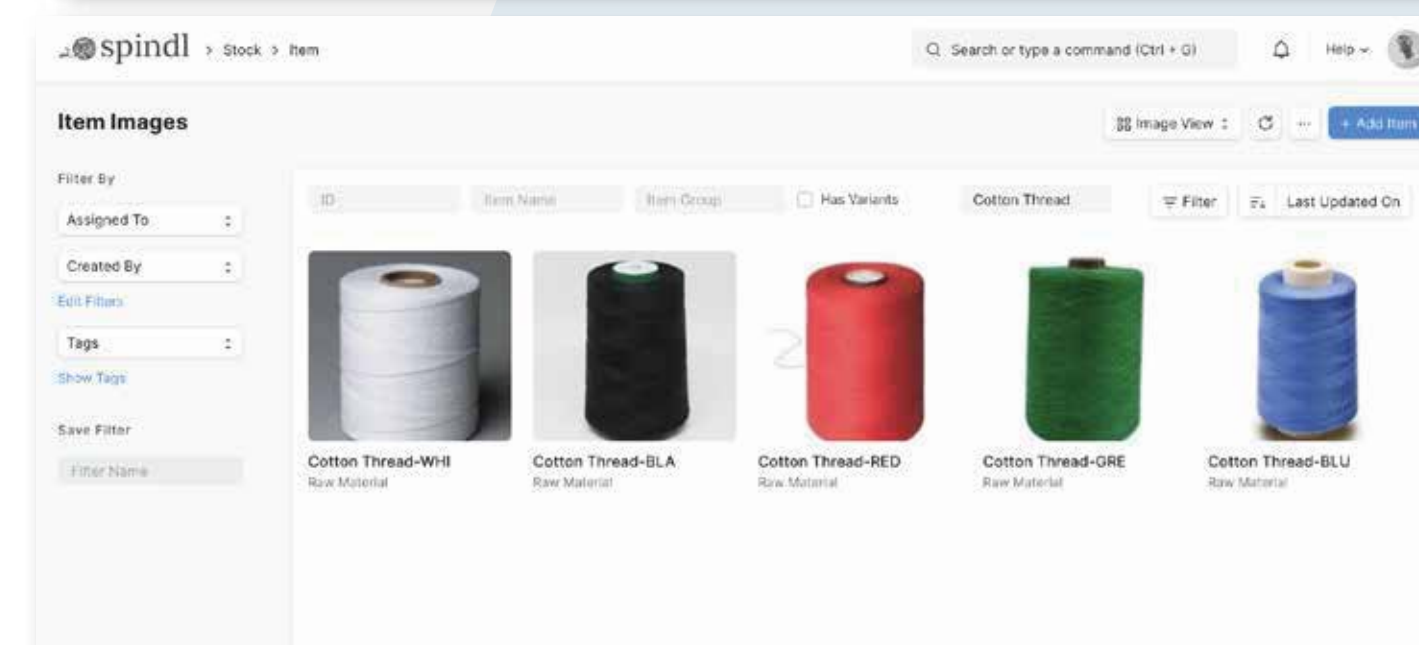 spindl > Stock > Item
Search or type a command (Ctrl + G)
Help
Item Images
Image View
...
+ Add Item
Filter By
Assigned To
Created By
Edit Filters
Tags
Show Tags
Save Filter
Filter Name
ID
Item Name
Item Group
Has Variants
Cotton Thread
Filter
Last Updated On
Cotton Thread-WHI
Raw Material
Cotton Thread-BLA
Raw Material
Cotton Thread-RED
Raw Material
Cotton Thread-GRE
Raw Material
Cotton Thread-BLU
Raw Material